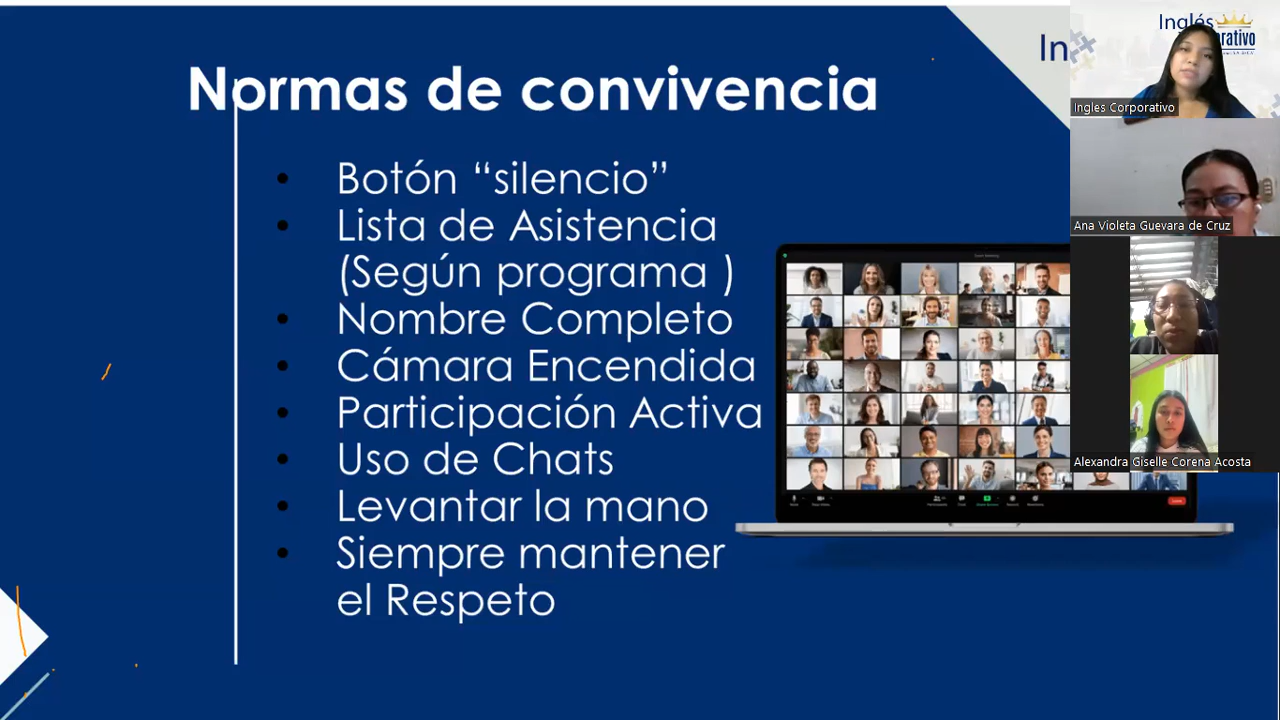 Normas de convivencia
Botón “silencio”
Lista de Asistencia
(Según programa )
Nombre Completo
Cámara Encendida
Participación Activa
Uso de Chats
Levantar la mano
Siempre mantener
el Respeto
In
Inglés
Ingles Corporativo
Ana Violeta Guevara de Cruz
Alexandra Giselle Corena Acosta